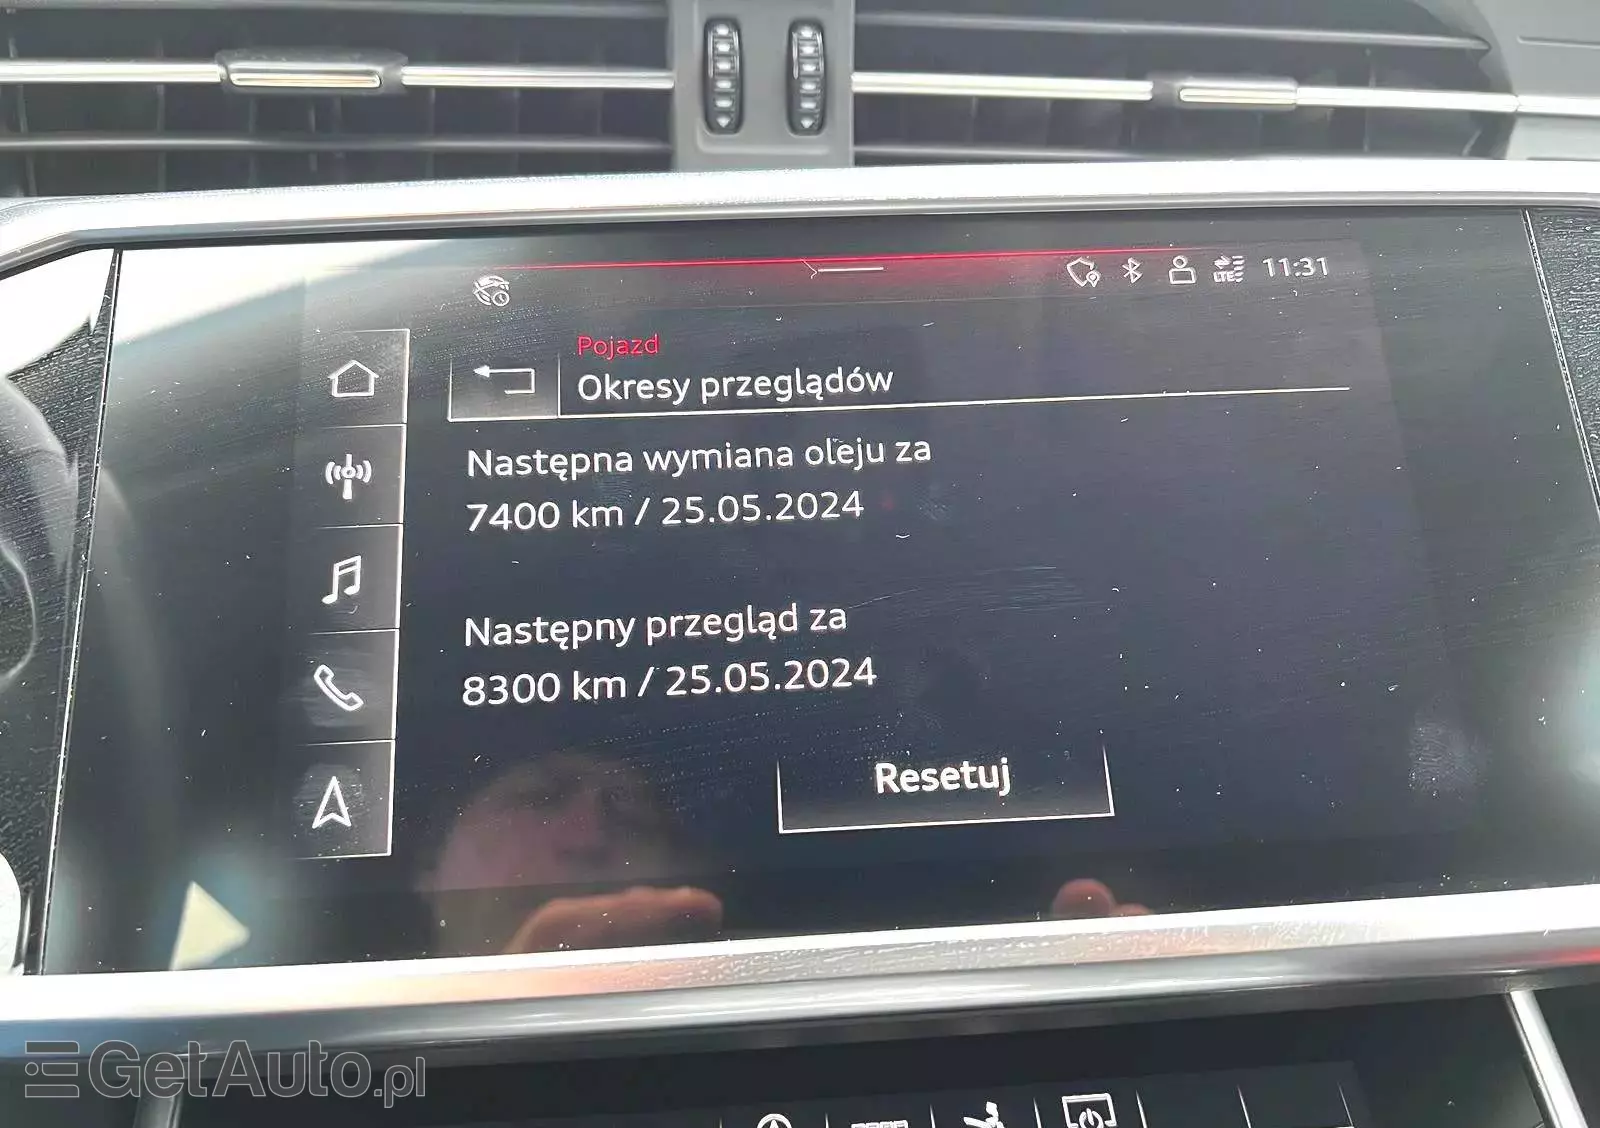 LTE
11:31
Pojazd
Okresy przeglądów
Następna wymiana oleju za
7400 km / 25.05.2024
Następny przegląd za
8300 km / 25.05.2024
Resetuj
GetAuto.pl